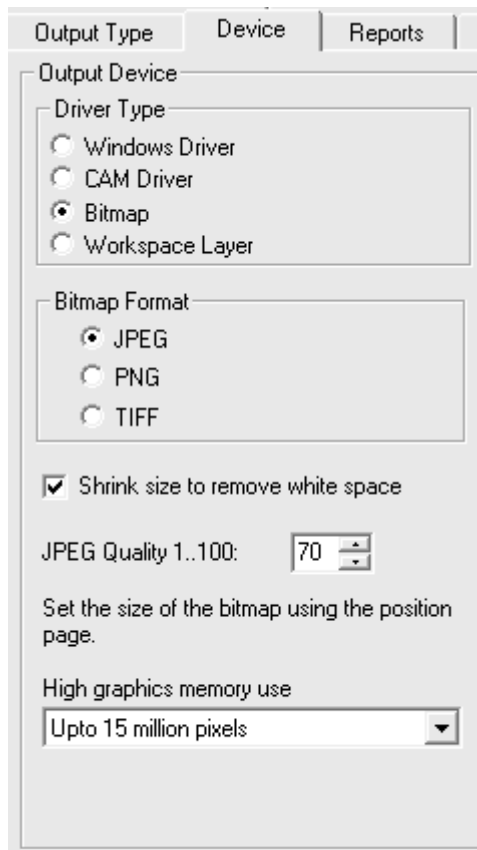 Output Type Device Reports
Output Device
Driver Type
Windows Driver
CAM Driver
Bitmap
Workspace Layer
Bitmap Format
JPEG
PNG
TIFF
Shrink size to remove white space
JPEG Quality 1..100: 70
Set the size of the bitmap using the position
page.
High graphics memory use
Upto 15 million pixels